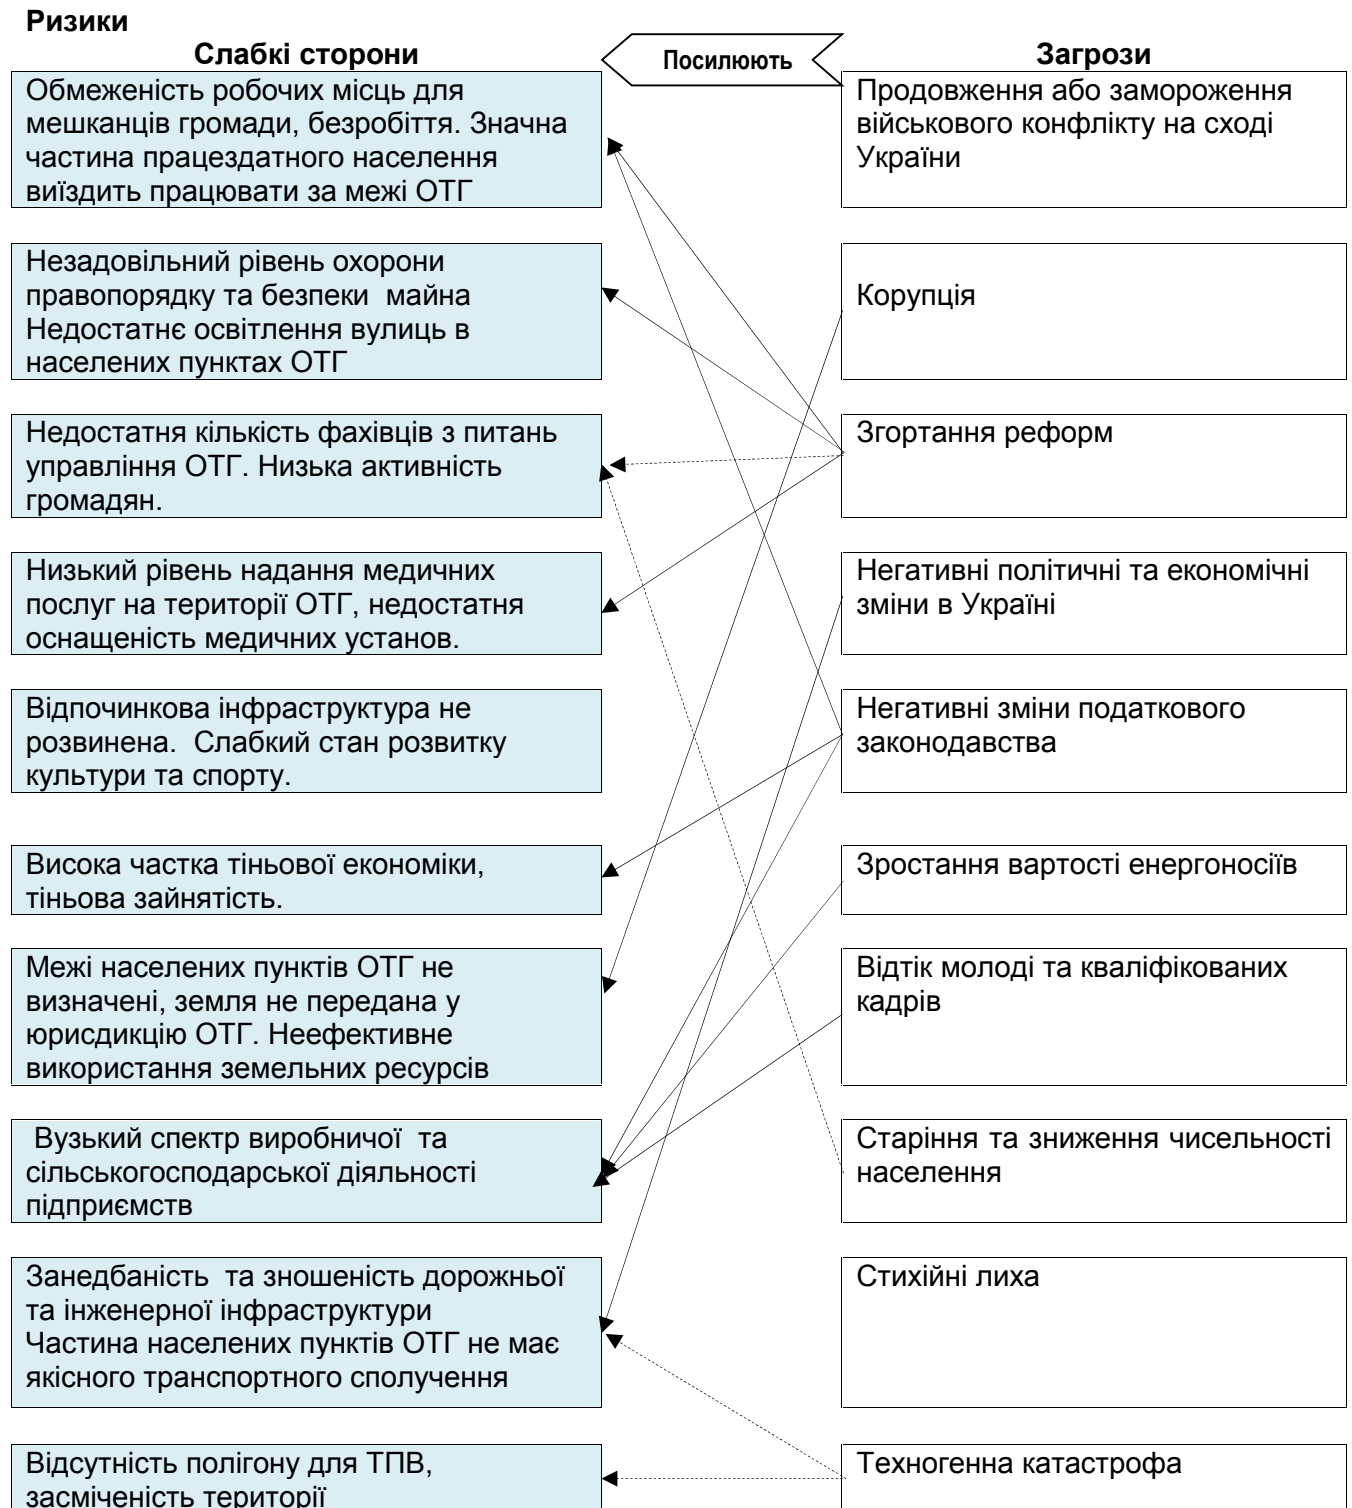 Ризики
Слабкі сторони
Посилюють
Загрози
Обмеженість робочих місць для
мешканців громади, безробіття. Значна
частина працездатного населення
виїздить працювати за межі ОТГ
Продовження або замороження
військового конфлікту на сході
України
Незадовільний рівень охорони
правопорядку та безпеки майна
Недостатнє освітлення вулиць в
населених пунктах ОТГ
Корупція
Недостатня кількість фахівців з питань
управління ОТГ. Низька активність
громадян.
Згортання реформ
Низький рівень надання медичних
послуг на території ОТГ, недостатня
оснащеність медичних установ.
Негативні політичні та економічні
зміни в Україні
Відпочинкова інфраструктура не
розвинена. Слабкий стан розвитку
культури та спорту.
Негативні зміни податкового
законодавства
Висока частка тіньової економіки,
тіньова зайнятість.
Зростання вартості енергоносіїв
Межі населених пунктів ОТГ не
визначені, земля не передана у
юрисдикцію ОТГ. Неефективне
використання земельних ресурсів
Відтік молоді та кваліфікованих
кадрів
Вузький спектр виробничої та
сільськогосподарської діяльності
підприємств
Старіння та зниження чисельності
населення
Занедбаність та зношеність дорожньої
та інженерної інфраструктури
Частина населених пунктів ОТГ не має
якісного транспортного сполучення
Стихійні лиха
Відсутність полігону для ТПВ,
засміченість території
Техногенна катастрофа